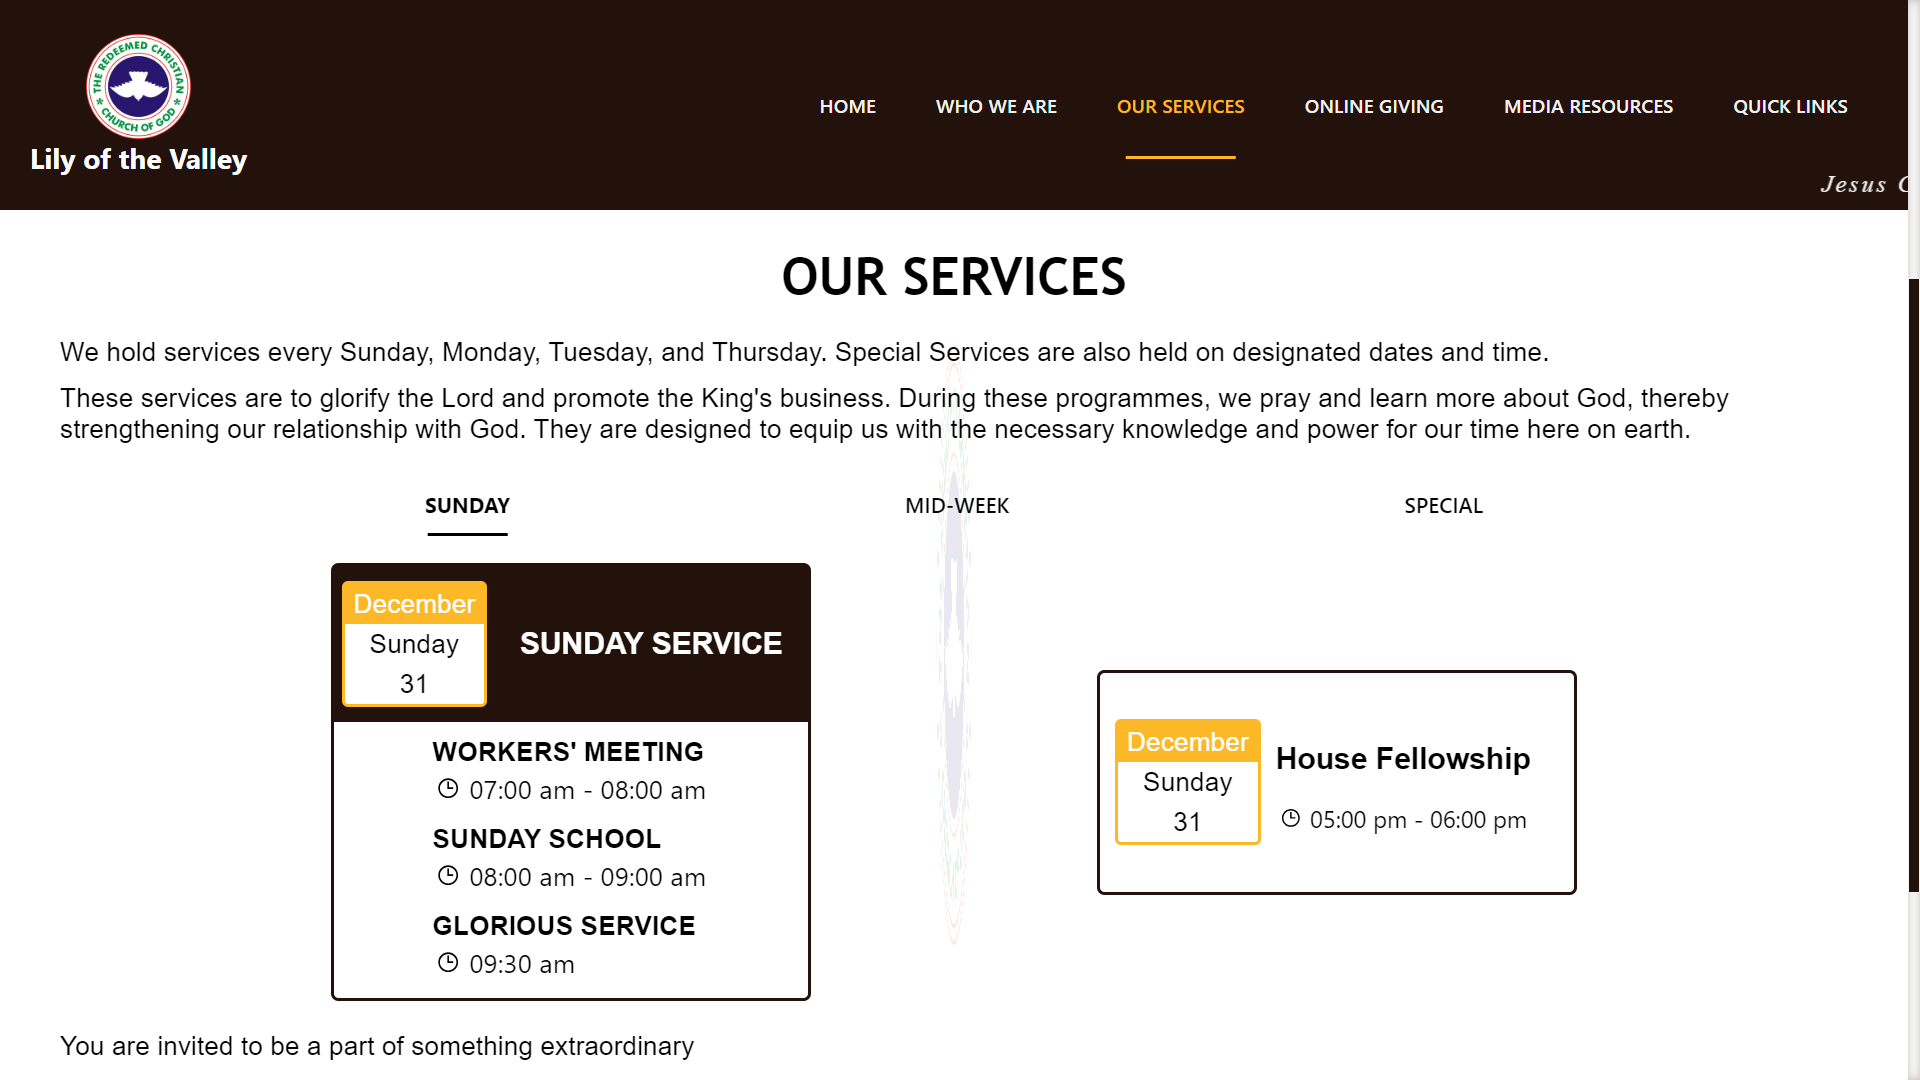 THE REDEEMED CHRISTIAN
CHURCH OF GOD
Lily of the Valley
HOME
WHO WE ARE
OUR SERVICES
ONLINE GIVING
MEDIA RESOURCES
QUICK LINKS
Jesus
OUR SERVICES
We hold services every Sunday, Monday, Tuesday, and Thursday. Special Services are also held on designated dates and time.
These services are to glorify the Lord and promote the King's business. During these programmes, we pray and learn more about God, thereby
strengthening our relationship with God. They are designed to equip us with the necessary knowledge and power for our time here on earth.
SUNDAY
MID-WEEK
SPECIAL
December
Sunday
31
SUNDAY SERVICE
WORKERS' MEETING
07:00 am - 08:00 am
SUNDAY SCHOOL
08:00 am - 09:00 am
GLORIOUS SERVICE
09:30 am
December
Sunday
31
House Fellowship
05:00 pm - 06:00 pm
You are invited to be a part of something extraordinary